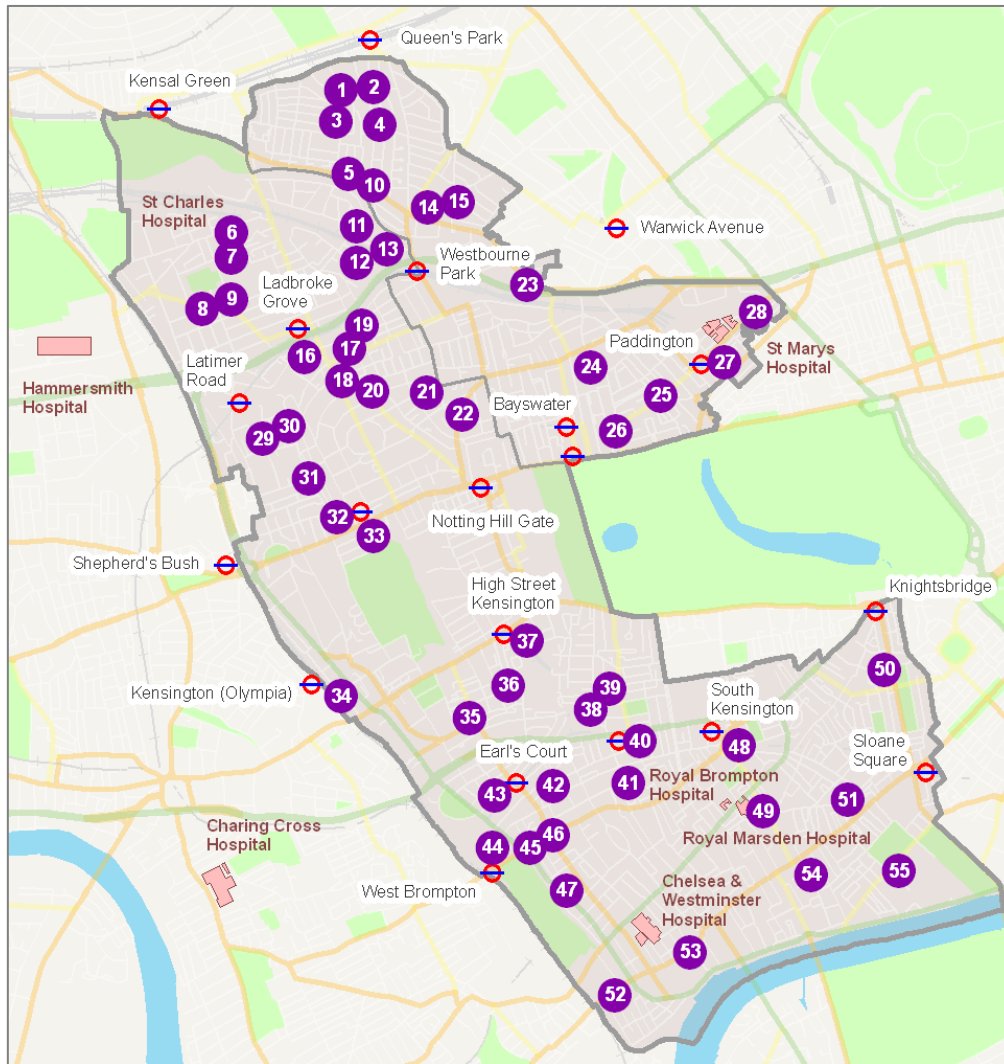 Queen's Park
Kensal Green
1
2
3
4
5
10
St Charles
Hospital
14
15
6
11
Warwick Avenue
7
13
12
Westbourne
Park
Ladbroke
Grove
23
8
9
28
19
16
17
Paddington
27
St Marys
Hospital
Latimer
Road
24
Hammersmith
Hospital
18
20
21
25
22
Bayswater
26
30
29
31
Notting Hill Gate
32
33
Shepherd's Bush
High Street
Kensington
Knightsbridge
37
50
Kensington (Olympia)
34
36
39
38
South
Kensington
35
40
48
Earl's Court
Sloane
Square
43
42
41
Royal Brompton
Hospital
51
49
Charing Cross
Hospital
Royal Marsden Hospital
44
45
46
West Brompton
47
Chelsea &
Westminster
Hospital
54
55
53
52